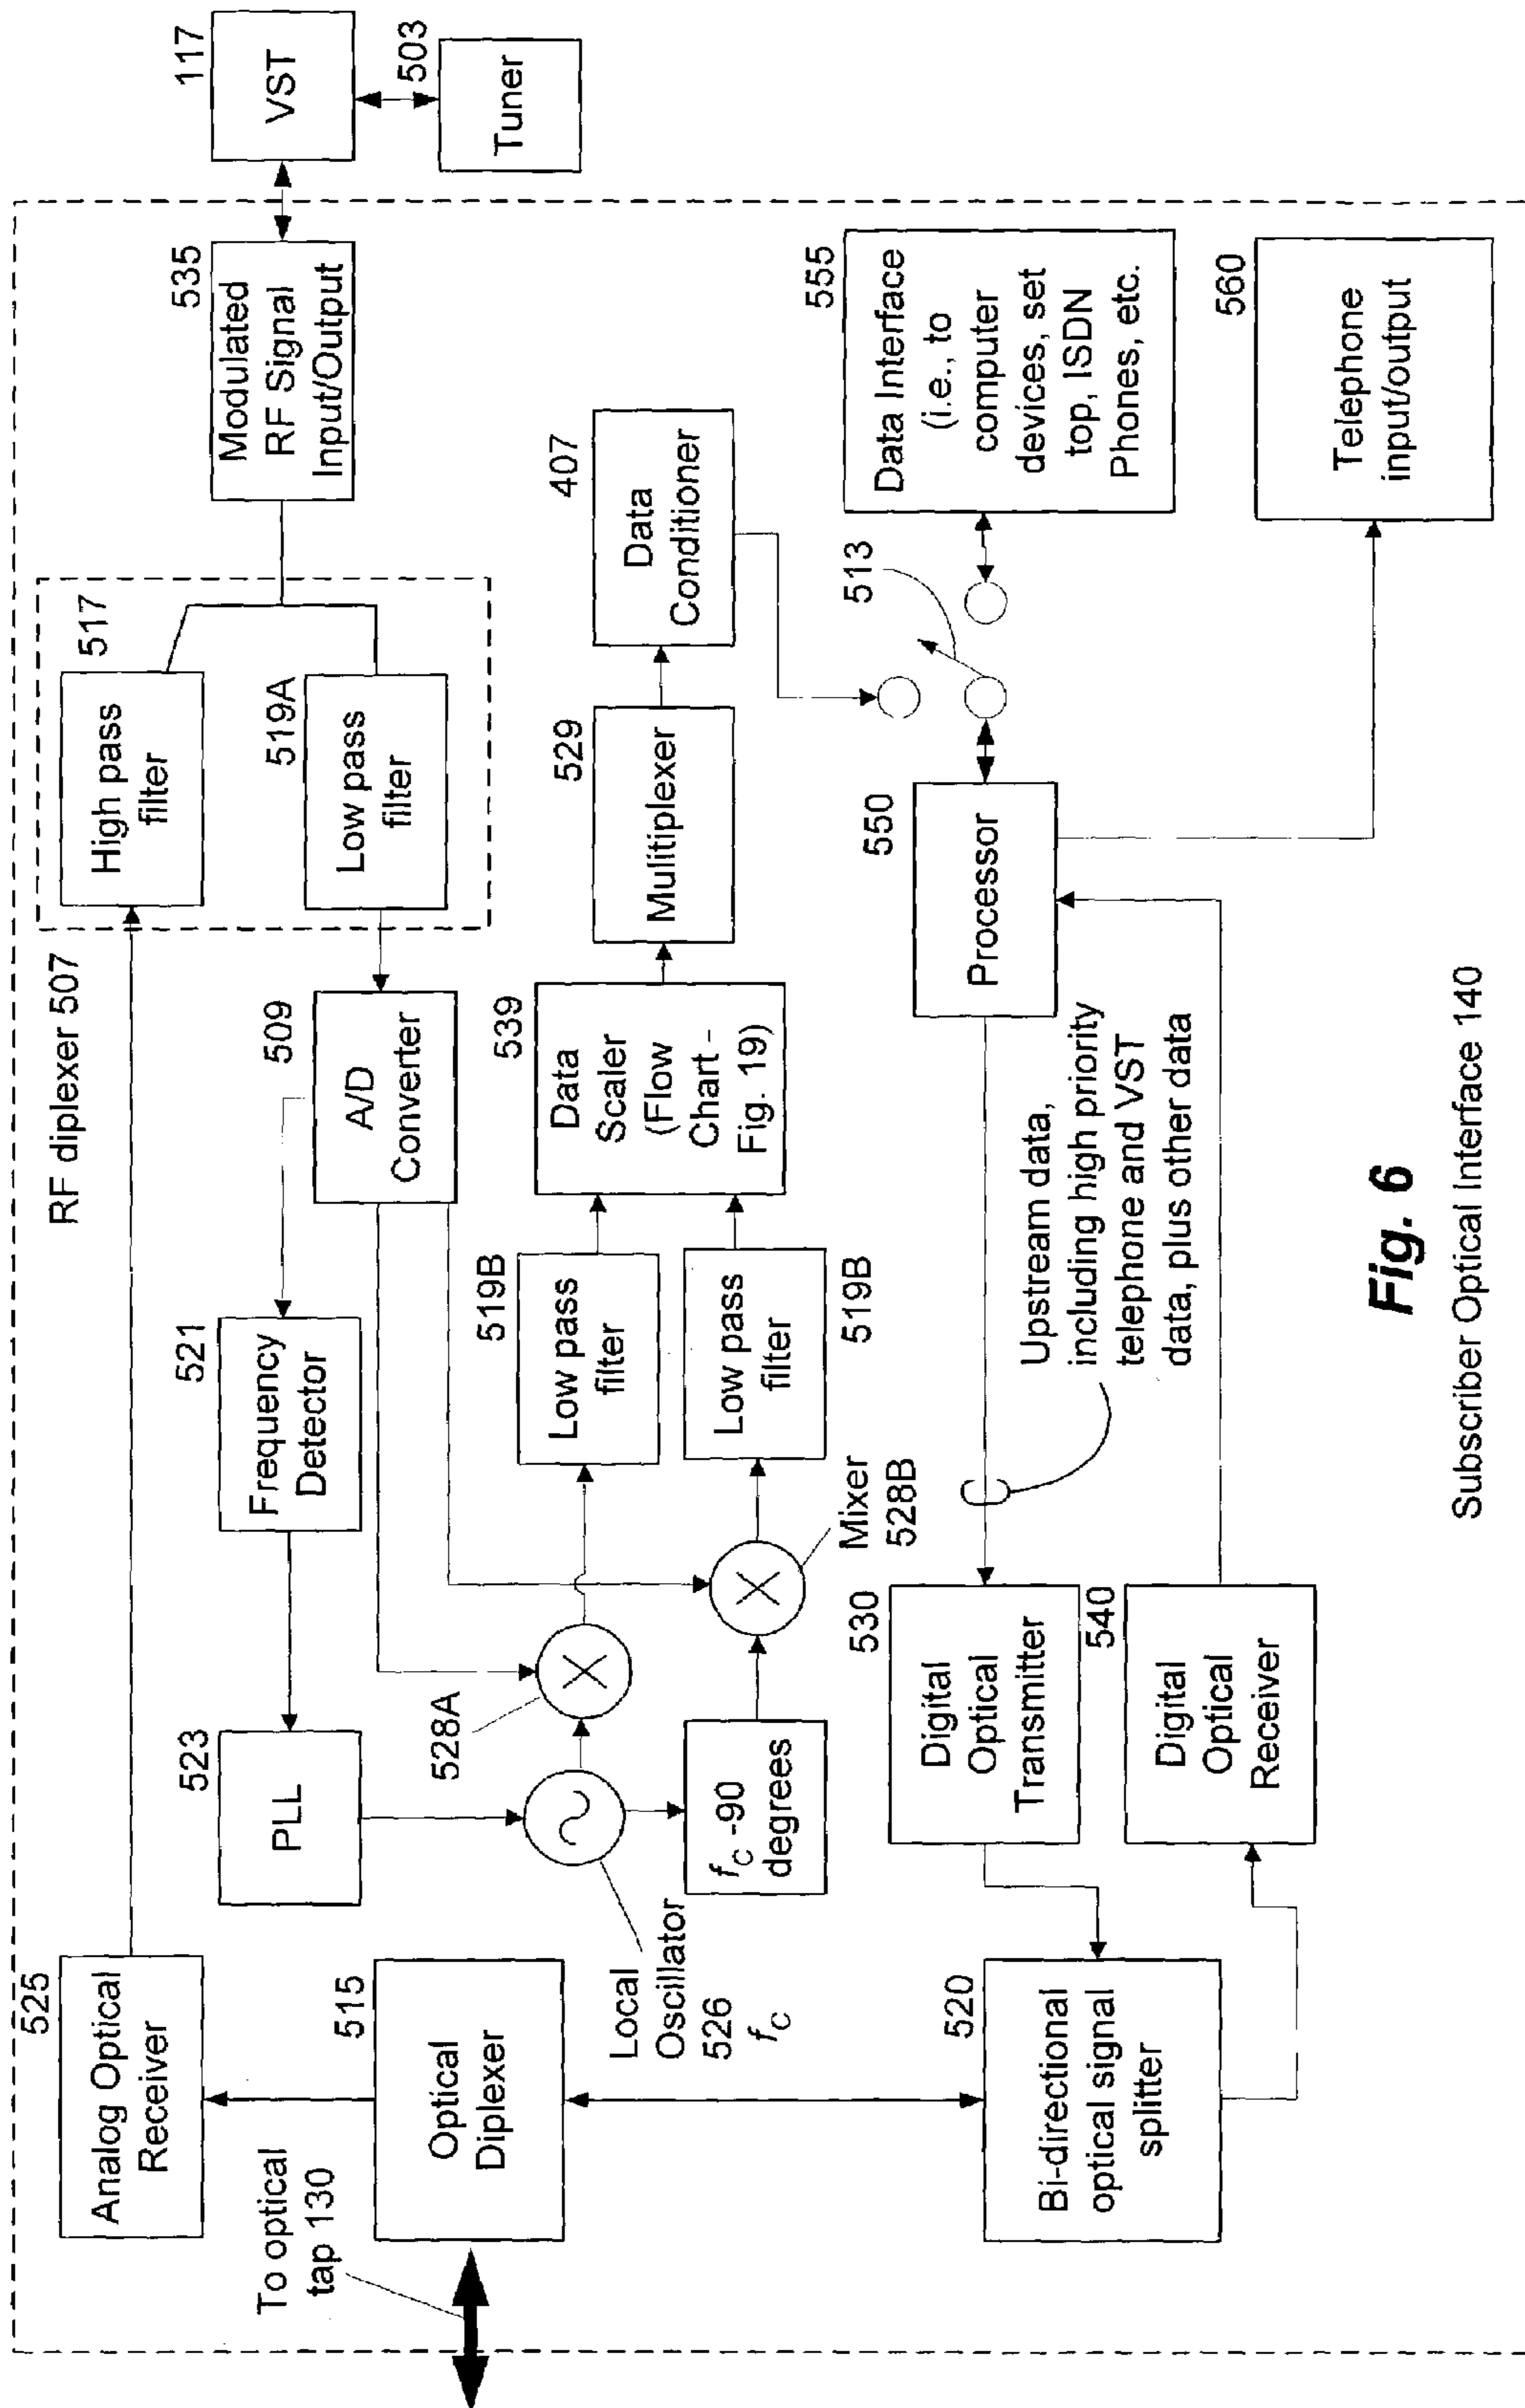 525
Analog Optical
Receiver
RF diplexer 507
517
High pass
filter
519A
Low pass
filter
535
Modulated
RF Signal
Input/Output
117
VST
503
Tuner
523
PLL
521
Frequency
Detector
509
A/D
Converter
To optical
tap 130
515
Optical
Diplexer
528A
Local
Oscillator
526
fC
fC -90
degrees
Mixer
528B
519B
Low pass
filter
Low pass
filter
519B
539
Data
Scaler
(Flow
Chart -
Fig. 19)
529
Mulitiplexer
407
Data
Conditioner
513
555
Data Interface
(i.e., to
computer
devices, set
top, ISDN
Phones, etc.
550
Processor
560
Telephone
input/output
520
Bi-directional
optical signal
splitter
530
Digital
Optical
Transmitter
540
Digital
Optical
Receiver
Upstream data,
including high priority
telephone and VST
data, plus other data
Fig. 6
Subscriber Optical Interface 140